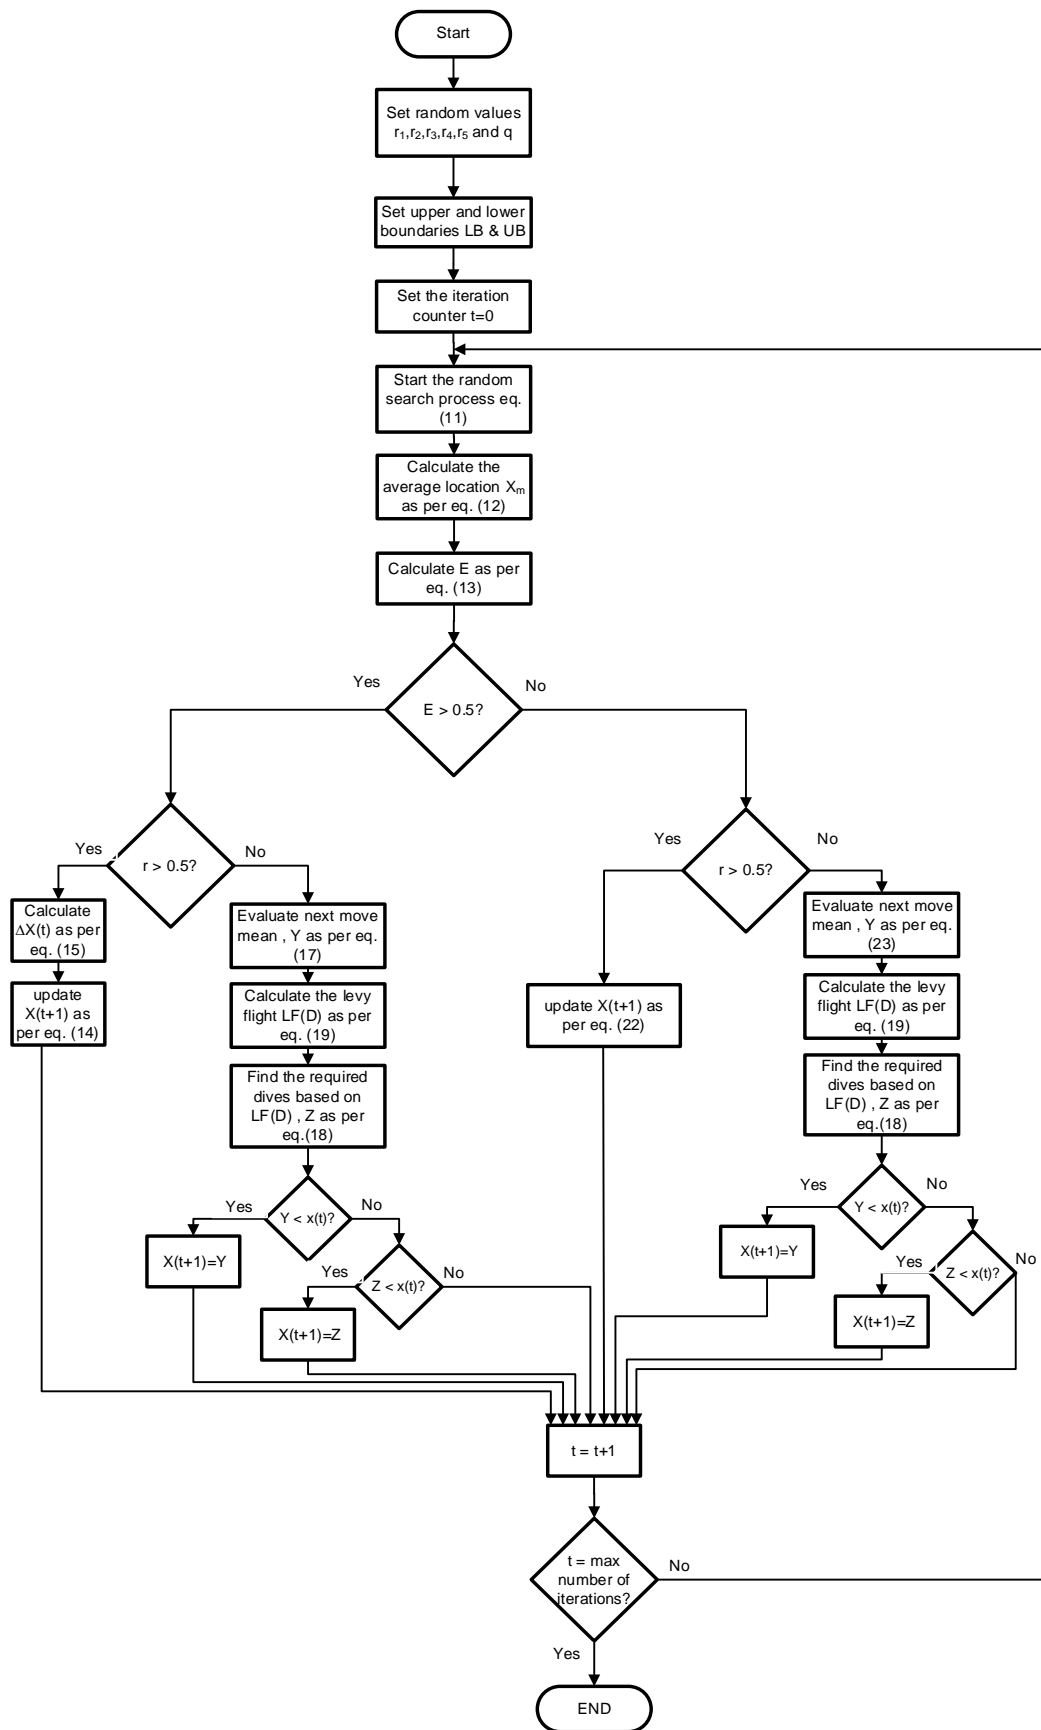 Start
Set random values
r₁,r₂,r₃,r₄,r₅ and q
Set upper and lower
boundaries LB & UB
Set the iteration
counter t=0
Start the random
search process eq.
(11)
Calculate the
average location Xₘ
as per eq. (12)
Calculate E as per
eq. (13)
Yes
E > 0.5?
No
Yes
r > 0.5?
No
Yes
r > 0.5?
No
Calculate
ΔX(t) as per
eq. (15)
update
X(t+1) as
per eq. (14)
Evaluate next move
mean , Y as per eq.
(17)
Calculate the levy
flight LF(D) as per
eq. (19)
Find the required
dives based on
LF(D) , Z as per
eq.(18)
Yes
Y < x(t)?
No
X(t+1)=Y
Yes
Z < x(t)?
No
X(t+1)=Z
update X(t+1) as
per eq. (22)
Evaluate next move
mean , Y as per eq.
(23)
Calculate the levy
flight LF(D) as per
eq. (19)
Find the required
dives based on
LF(D) , Z as per
eq.(18)
Yes
Y < x(t)?
No
X(t+1)=Y
Yes
Z < x(t)?
No
X(t+1)=Z
t = t+1
t = max
number of
iterations?
No
Yes
END